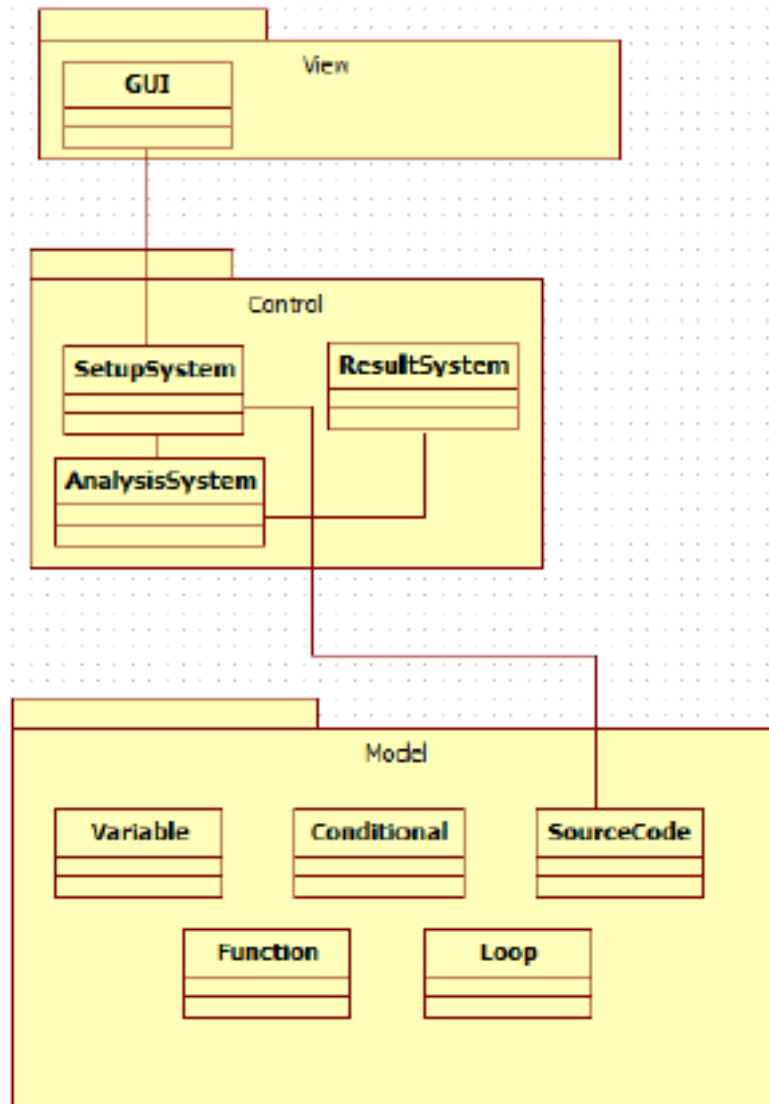 View
GUI
Control
SetupSystem
ResultSystem
AnalysisSystem
Model
Variable
Conditional
SourceCode
Function
Loop